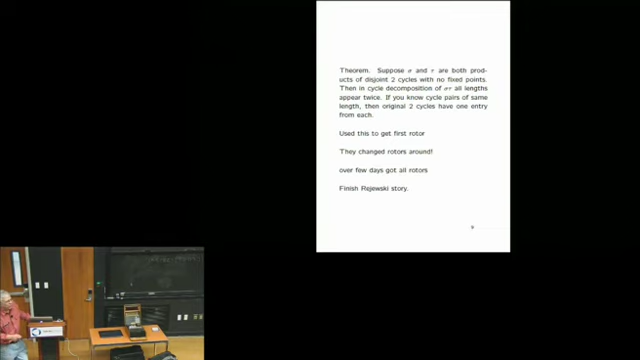 Theorem. Suppose σ and τ are both prod-
ucts of disjoint 2 cycles with no fixed points.
Then in cycle decomposition of στ all lengths
appear twice. If you know cycle pairs of same
length, then original 2 cycles have one entry
from each.
Used this to get first rotor
They changed rotors around!
over few days got all rotors
Finish Rejewski story.